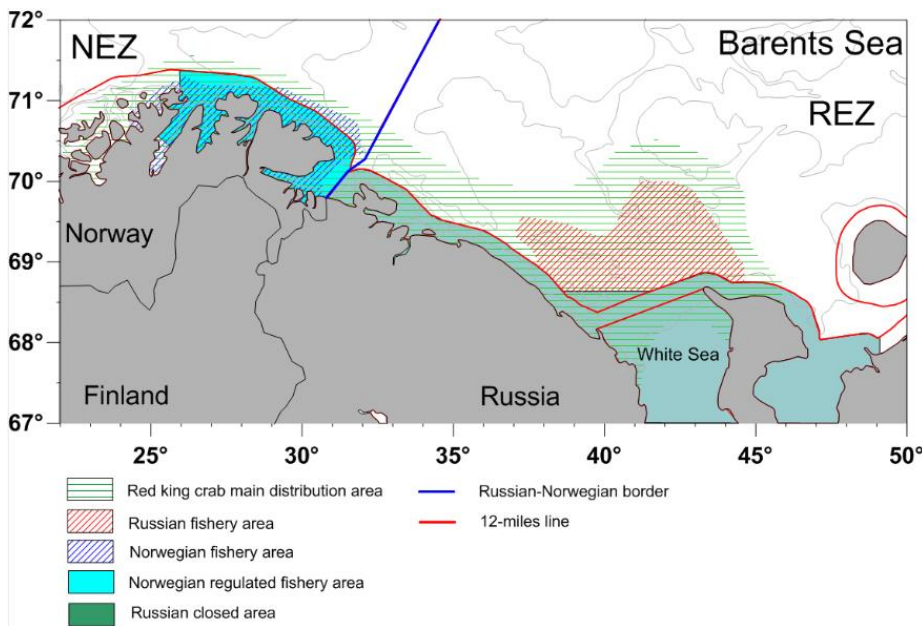 72°
NEZ
Barents Sea
71°
REZ
70°
Norway
69°
68°
White Sea
Finland
Russia
67°
25° 30° 35° 40° 45° 50°
Red king crab main distribution area
Russian-Norwegian border
Russian fishery area
12-miles line
Norwegian fishery area
Norwegian regulated fishery area
Russian closed area